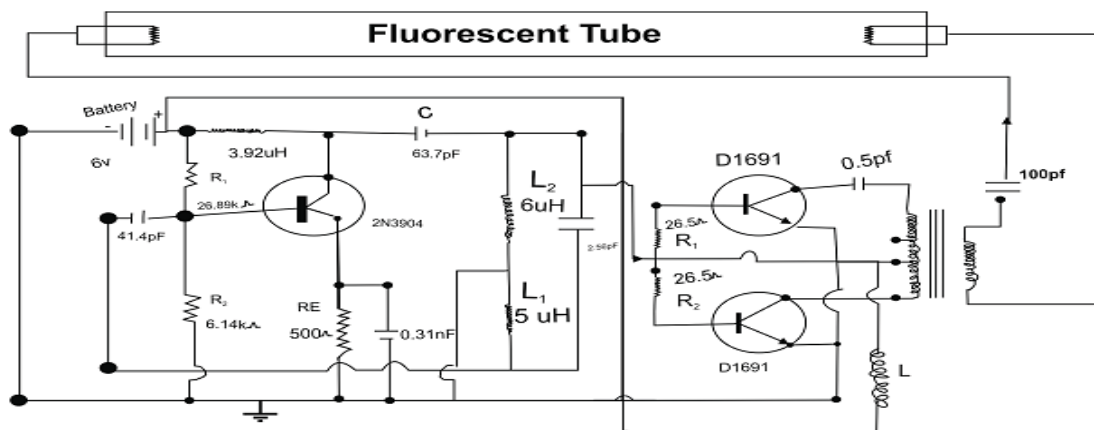 Fluorescent Tube
Battery
- +
6v
3.92uH
C
63.7pF
R₁
26.89k
2N3904
41.4pF
R₂
6.14k
RE
500
0.31nF
L₂
6uH
L₁
5 uH
D1691
0.5pf
100pf
26.5
R₁
26.5
R₂
D1691
L